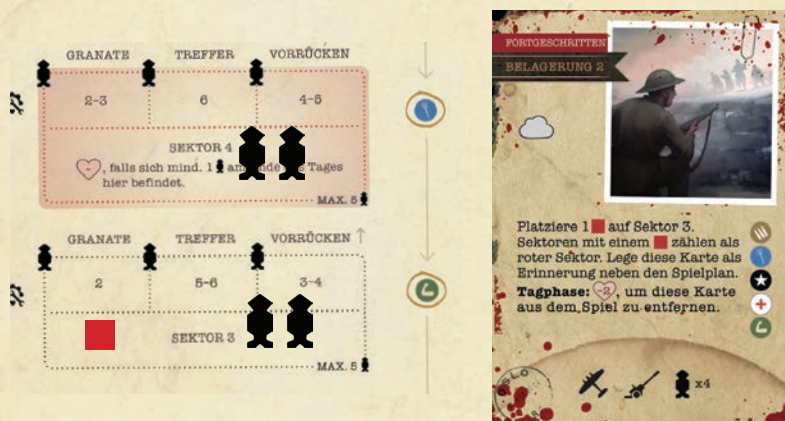 GRANATE TREFFER VORRÜCKEN
2-3 6 4-5
SEKTOR 4
, falls sich mind. 1 am Tages
hier befindet.
MAX. 5
GRANATE TREFFER VORRÜCKEN
2 5-6 3-4
SEKTOR 3
MAX. 5
FORTGESCHRITTEN
BELAGERUNG 2
Platziere 1 auf Sektor 3.
Sektoren mit einem zählen als
roter Sektor. Lege diese Karte als
Erinnerung neben den Spielplan.
Tagphase: -2, um diese Karte
aus dem Spiel zu entfernen.
OSLO
x4